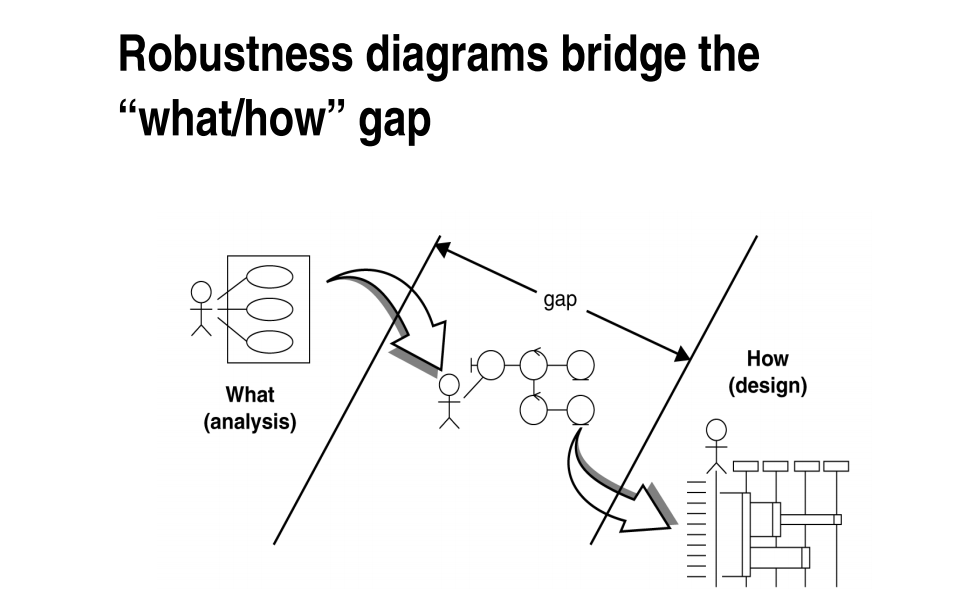 Robustness diagrams bridge the
“what/how” gap
gap
What
(analysis)
How
(design)